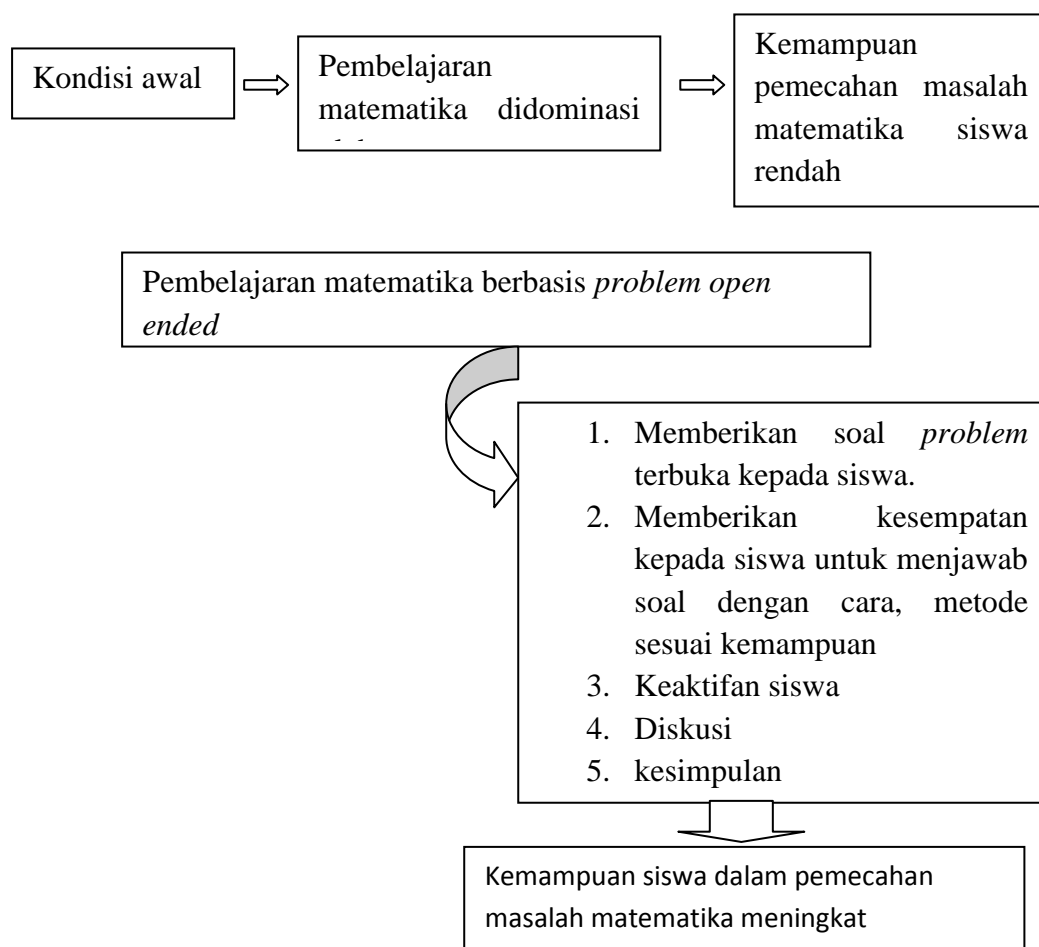 Kondisi awal
Pembelajaran
matematika didominasi
Kemampuan
pemecahan masalah
matematika siswa
rendah
Pembelajaran matematika berbasis problem open
ended
1. Memberikan soal problem
terbuka kepada siswa.
2. Memberikan kesempatan
kepada siswa untuk menjawab
soal dengan cara, metode
sesuai kemampuan
3. Keaktifan siswa
4. Diskusi
5. kesimpulan
Kemampuan siswa dalam pemecahan
masalah matematika meningkat